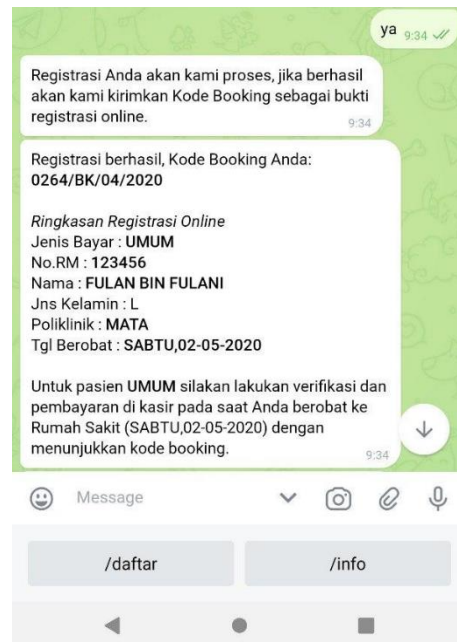 ya 9:34
Registrasi Anda akan kami proses, jika berhasil
akan kami kirimkan Kode Booking sebagai bukti
registrasi online.
9:34
Registrasi berhasil, Kode Booking Anda:
0264/BK/04/2020
Ringkasan Registrasi Online
Jenis Bayar : UMUM
No.RM : 123456
Nama : FULAN BIN FULANI
Jns Kelamin : L
Poliklinik : MATA
Tgl Berobat : SABTU,02-05-2020
Untuk pasien UMUM silakan lakukan verifikasi dan
pembayaran di kasir pada saat Anda berobat ke
Rumah Sakit (SABTU,02-05-2020) dengan
menunjukkan kode booking.
9:34
Message
/daftar /info